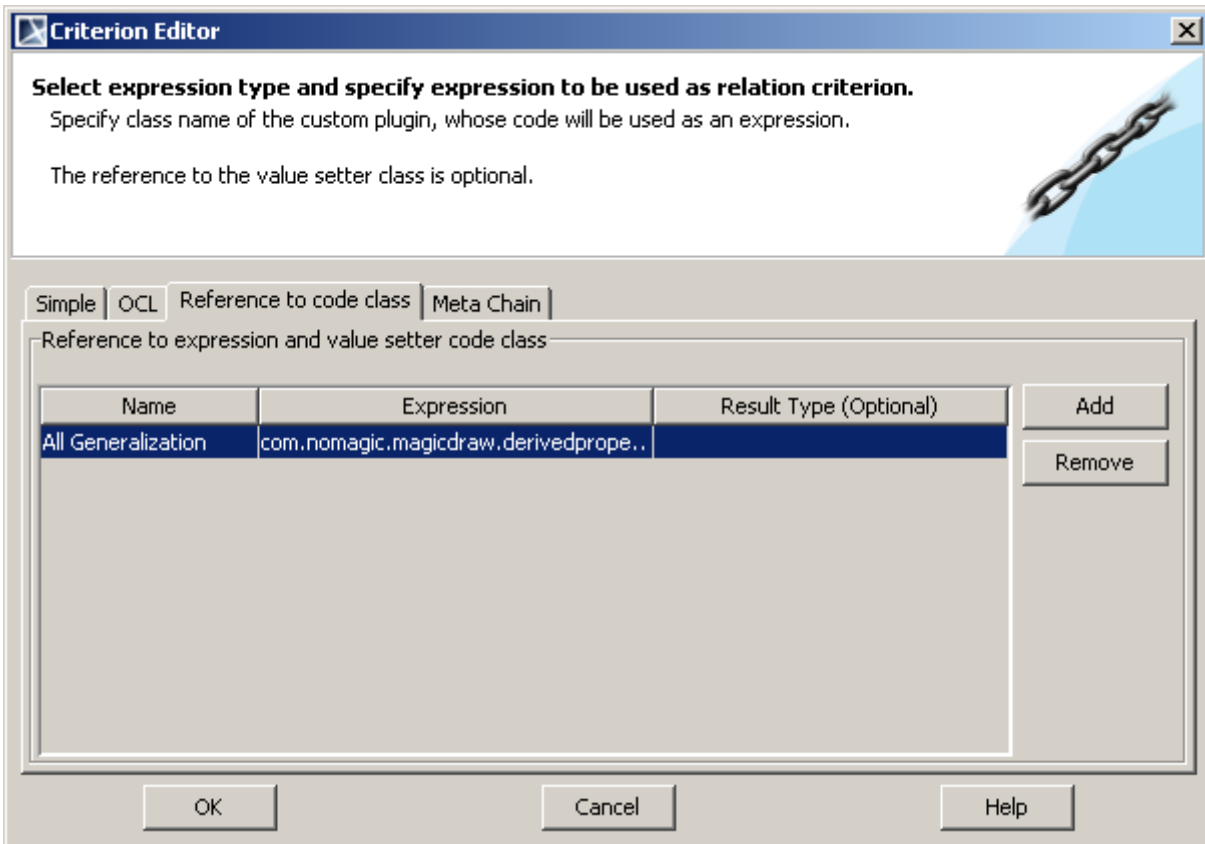 Criterion Editor
Select expression type and specify expression to be used as relation criterion.
Specify class name of the custom plugin, whose code will be used as an expression.
The reference to the value setter class is optional.
Simple OCL Reference to code class Meta Chain
Reference to expression and value setter code class
Name Expression Result Type (Optional) Add
All Generalization com.nomagic.magicdraw.derivedprope..
Remove
OK Cancel Help